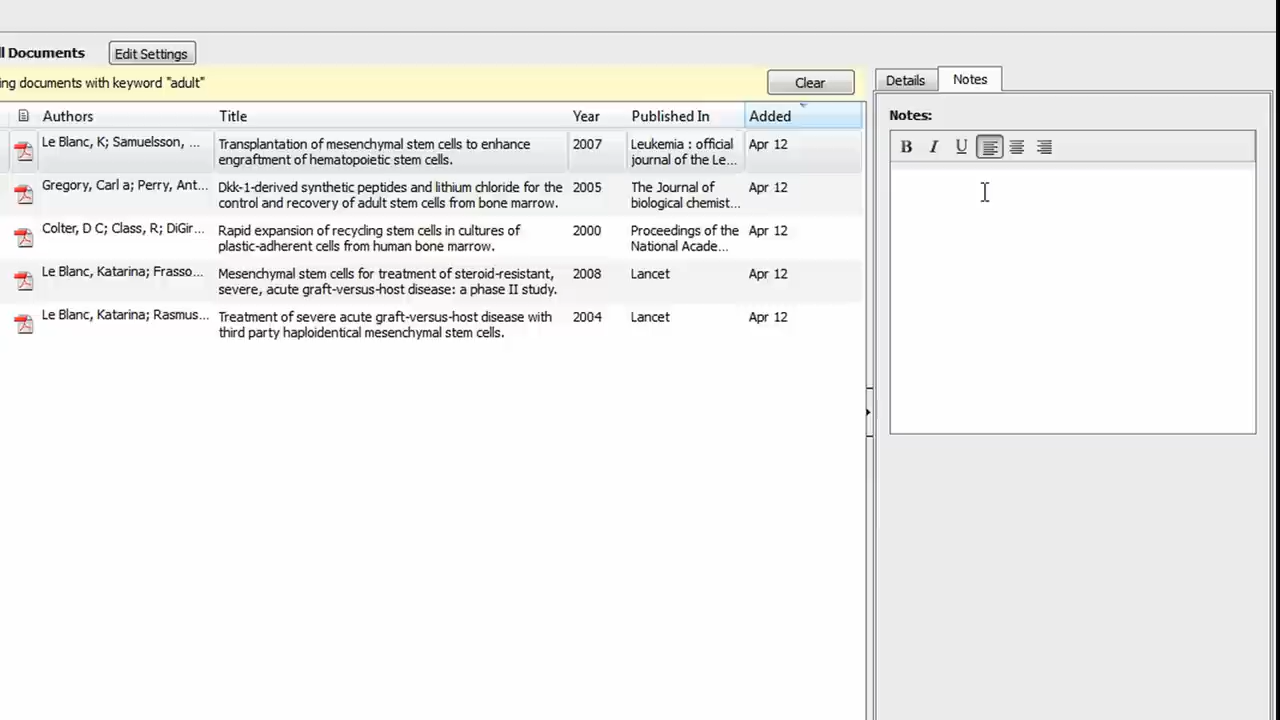 ll Documents Edit Settings
ing documents with keyword "adult" Clear
Authors Title Year Published In Added
Le Blanc, K; Samuelsson, ... Transplantation of mesenchymal stem cells to enhance 2007 Leukemia : official Apr 12
engraftment of hematopoietic stem cells. journal of the Le...
Gregory, Carl a; Perry, Ant... Dkk-1-derived synthetic peptides and lithium chloride for the 2005 The Journal of Apr 12
control and recovery of adult stem cells from bone marrow. biological chemist...
Colter, D C; Class, R; DiGir... Rapid expansion of recycling stem cells in cultures of 2000 Proceedings of the Apr 12
plastic-adherent cells from human bone marrow. National Acade...
Le Blanc, Katarina; Frasso... Mesenchymal stem cells for treatment of steroid-resistant, 2008 Lancet Apr 12
severe, acute graft-versus-host disease: a phase II study.
Le Blanc, Katarina; Rasmus... Treatment of severe acute graft-versus-host disease with 2004 Lancet Apr 12
third party haploidentical mesenchymal stem cells.
Details Notes
Notes:
B I U